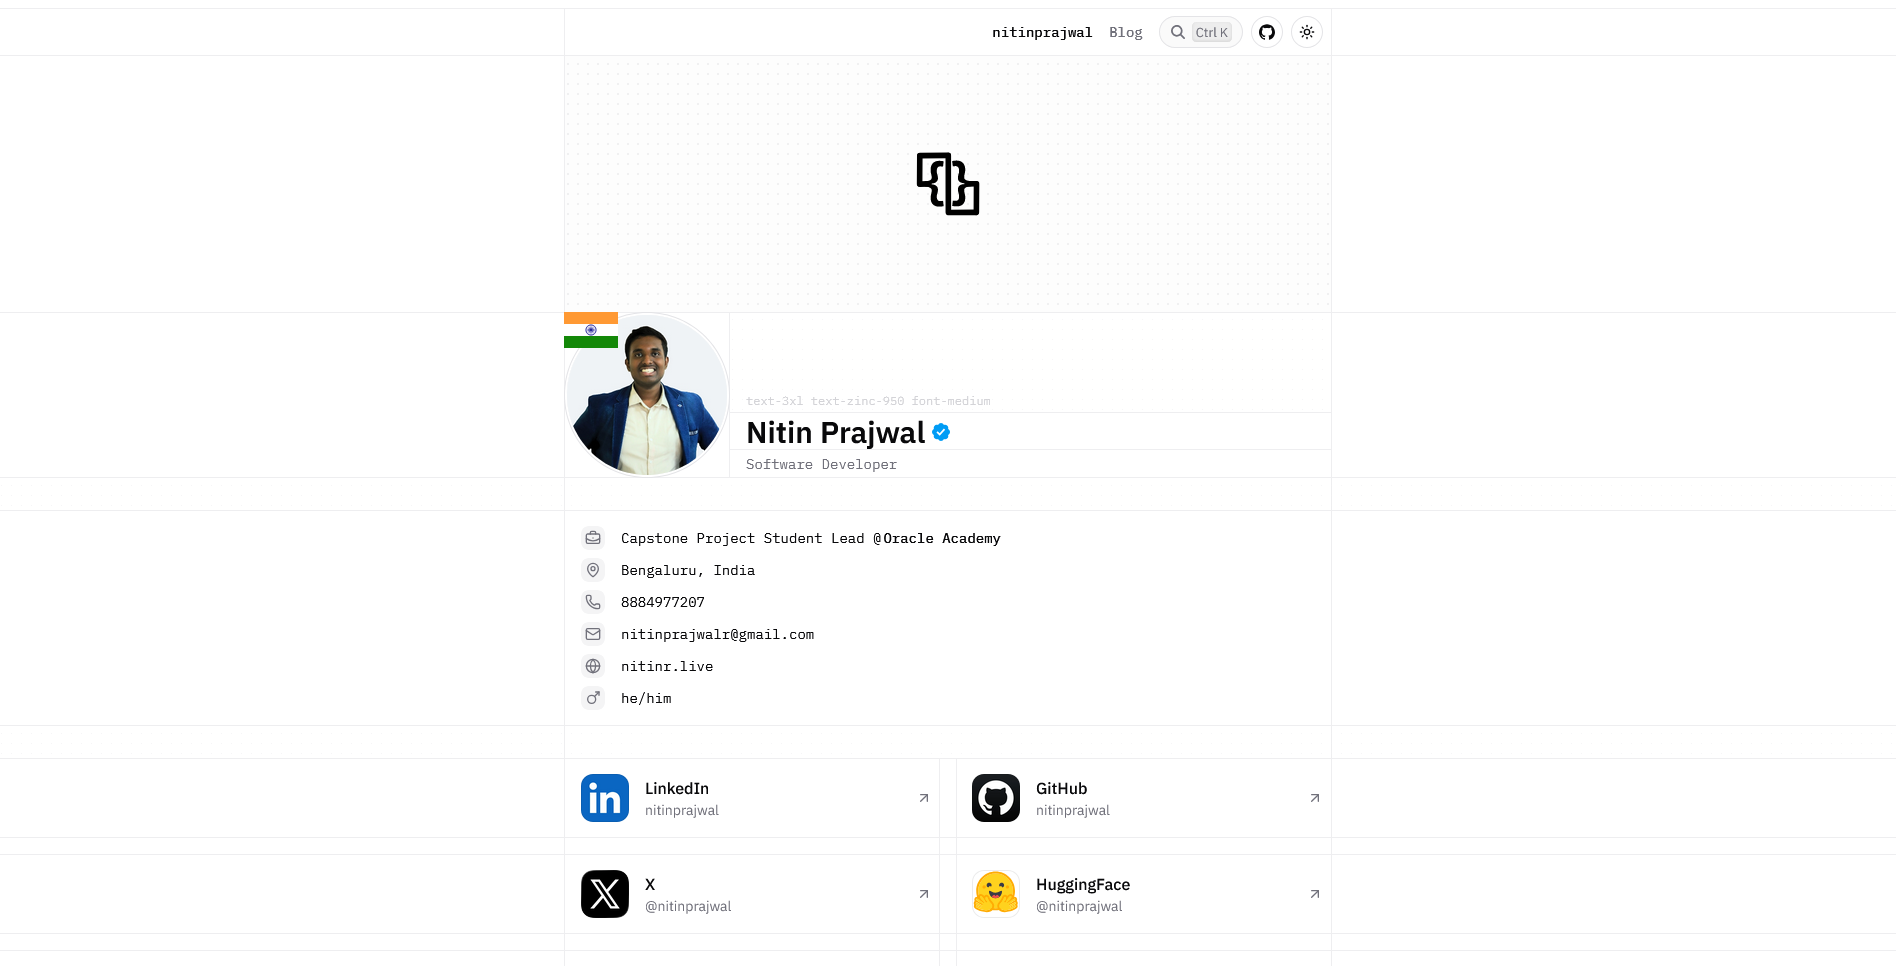 nitinprajwal Blog Ctrl K
text-3xl text-zinc-950 font-medium
Nitin Prajwal
Software Developer
Capstone Project Student Lead @Oracle Academy
Bengaluru, India
8884977207
nitinprajwalr@gmail.com
nitinr.live
he/him
LinkedIn
nitinprajwal
GitHub
nitinprajwal
X
@nitinprajwal
HuggingFace
@nitinprajwal